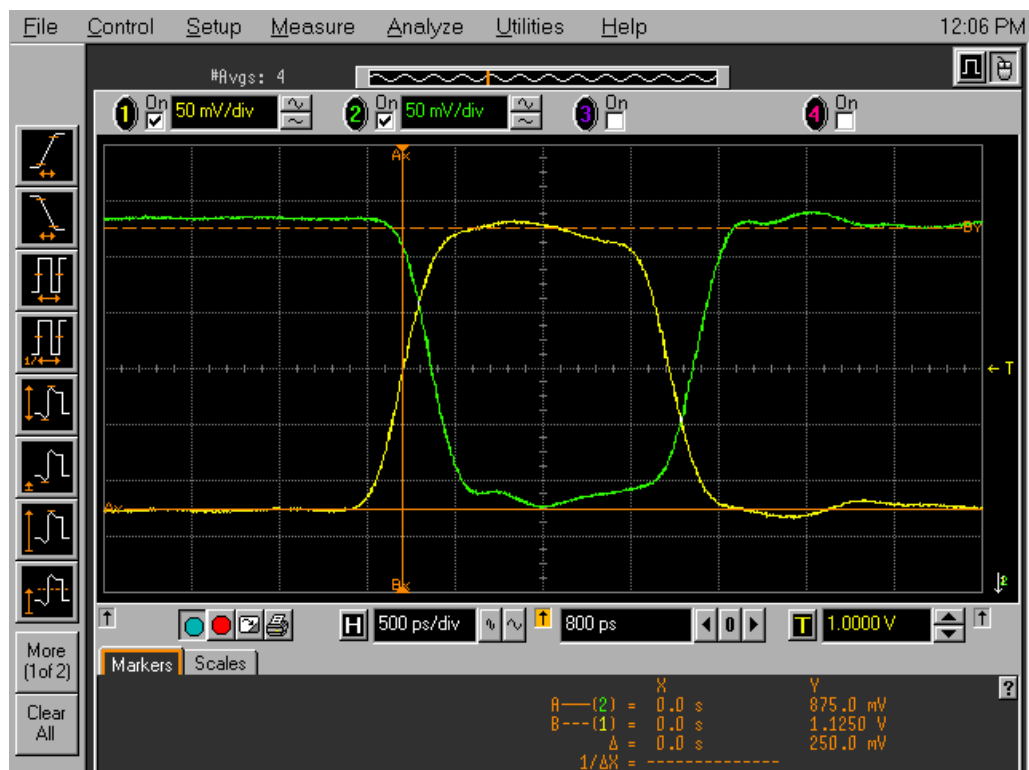 File Control Setup Measure Analyze Utilities Help 12:06 PM
#Avgs: 4
1 On 50 mV/div 2 On 50 mV/div 3 On 4 On
Ax
By
T
Bx
2
H 500 ps/div 800 ps 0 T 1.0000 V
More
(1of 2)
Clear
All
Markers Scales
?
X Y
A——(2) = 0.0 s 875.0 mV
B---(1) = 0.0 s 1.1250 V
Δ = 0.0 s 250.0 mV
1/ΔX = --------------